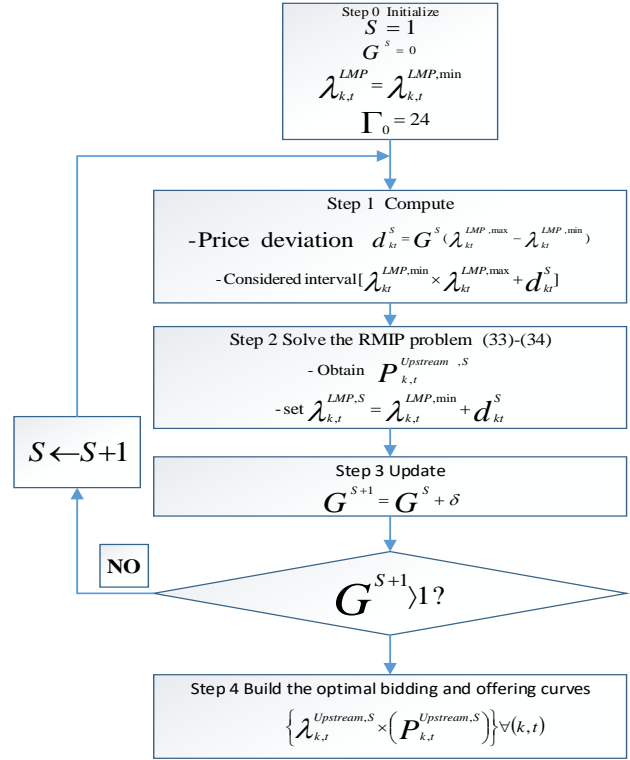 Step 0 Initialize
S = 1
G^S = 0
λ_{k,t}^{LMP} = λ_{k,t}^{LMP,min}
Γ_0 = 24
Step 1 Compute
-Price deviation d_{kt}^S = G^S (λ_{kt}^{LMP,max} − λ_{kt}^{LMP,min})
- Considered interval[λ_{kt}^{LMP,min} × λ_{kt}^{LMP,max} + d_{kt}^S]
Step 2 Solve the RMIP problem (33)-(34)
- Obtain P_{k,t}^{Upstream ,S}
-set λ_{k,t}^{LMP,S} = λ_{k,t}^{LMP,min} + d_{kt}^S
S ← S+1
Step 3 Update
G^{S+1} = G^S + δ
NO
G^{S+1} ⟩1?
Step 4 Build the optimal bidding and offering curves
{λ_{k,t}^{Upstream,S} × (P_{k,t}^{Upstream,S})}∀(k,t)